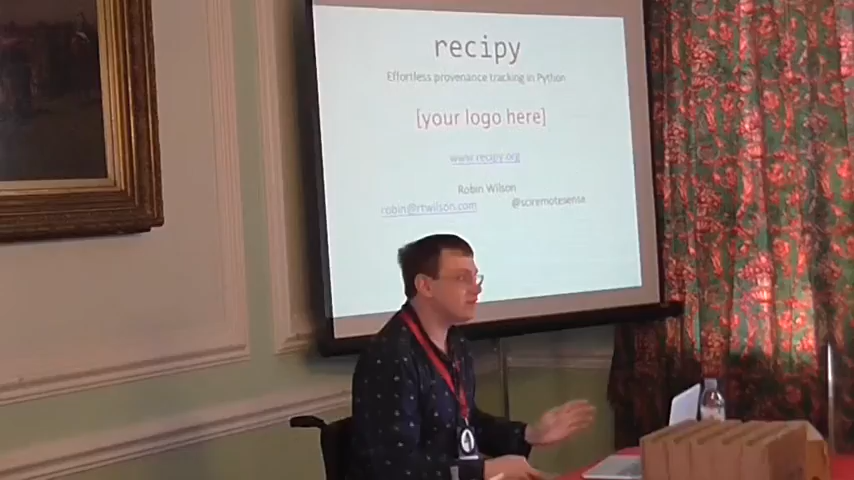 recipy
Effortless provenance tracking in Python
[your logo here]
www.recipy.org
Robin Wilson
robin@rtwilson.com @sciremotesense